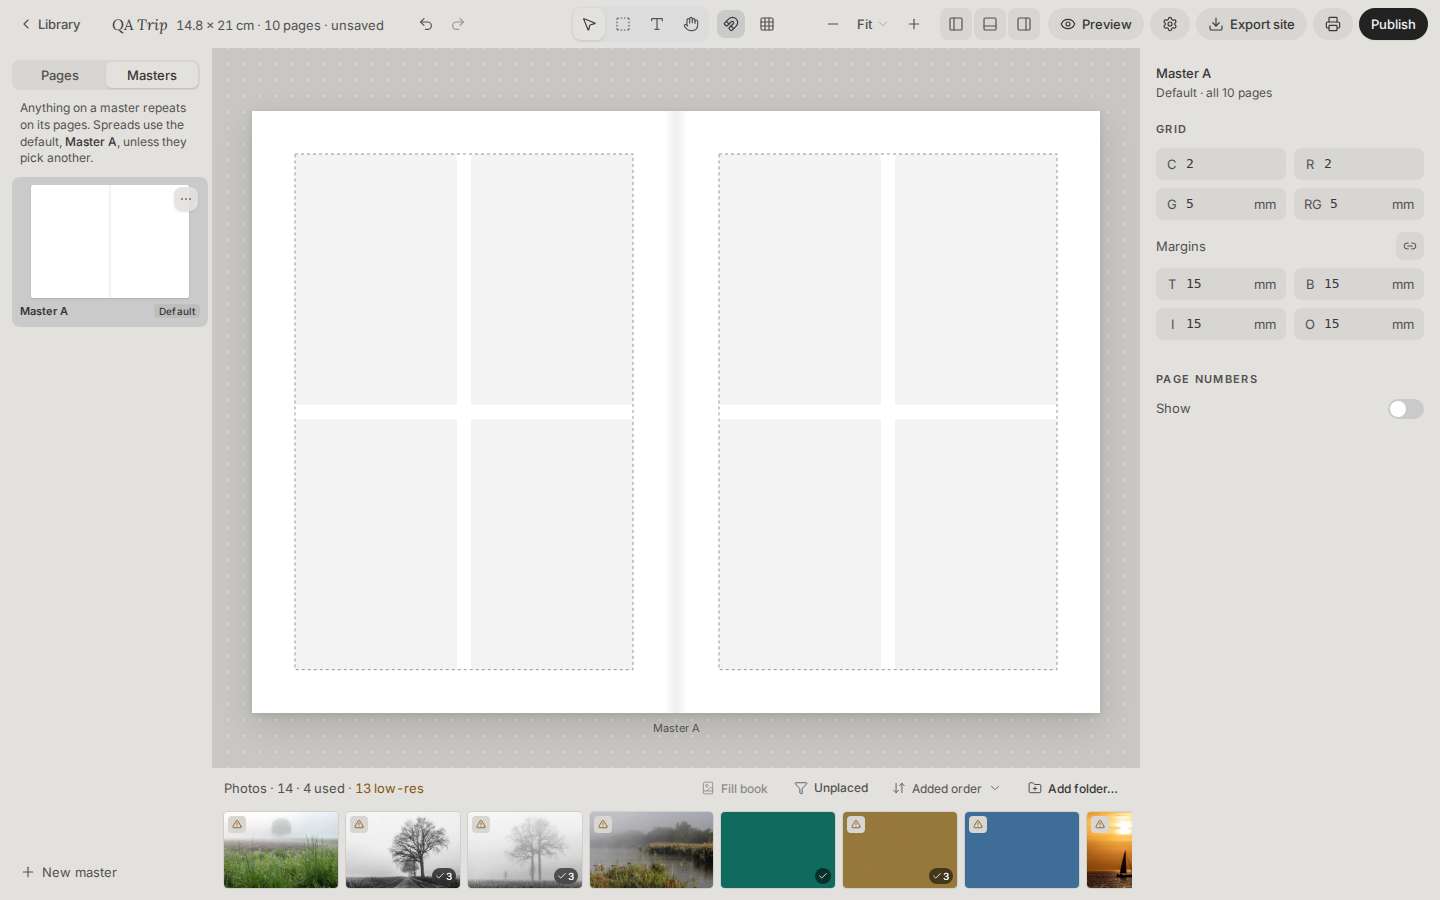 Library
QA Trip 14.8 × 21 cm · 10 pages · unsaved
Fit
Preview
Export site
Publish
Pages
Masters
Anything on a master repeats
on its pages. Spreads use the
default, Master A, unless they
pick another.
Master A
Default
New master
Master A
Photos · 14 · 4 used · 13 low-res
Fill book
Unplaced
Added order
Add folder...
3
3
3
Master A
Default · all 10 pages
GRID
C 2
R 2
G 5 mm
RG 5 mm
Margins
T 15 mm
B 15 mm
I 15 mm
O 15 mm
PAGE NUMBERS
Show